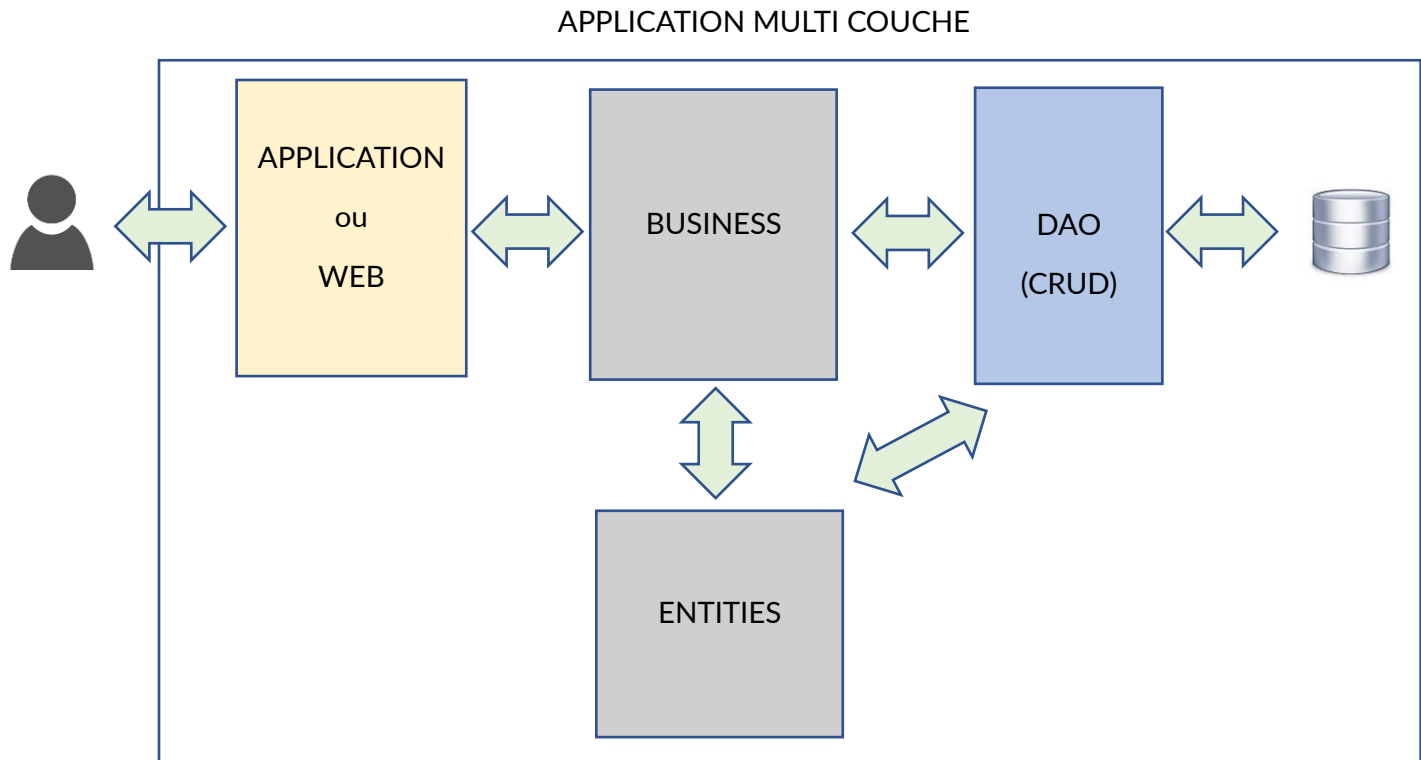 APPLICATION MULTI COUCHE
APPLICATION
ou
WEB
BUSINESS
DAO
(CRUD)
ENTITIES